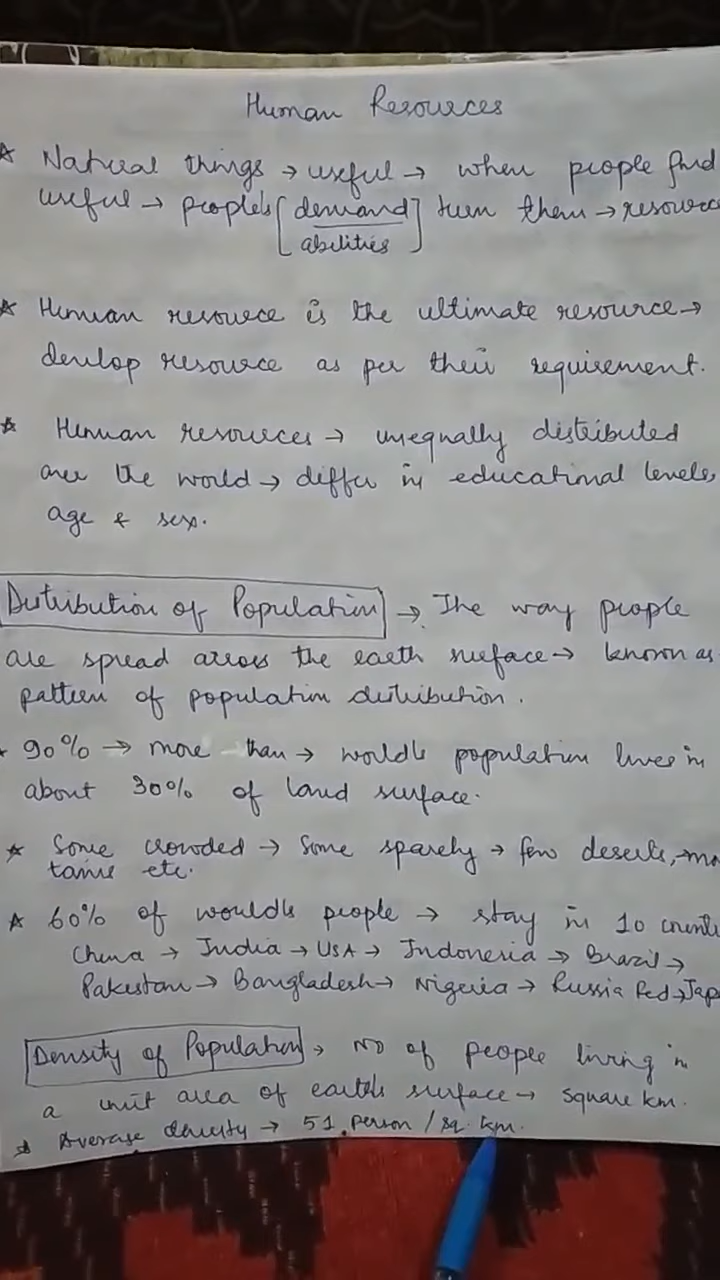 Human Resources
☆ Natural things → useful → when people find
useful → people's [demand] turn them → resource
abilities
☆ Human resource is the ultimate resource →
devlop resource as per their requirement.
☆ Human resources → unequally distributed
over the world → differ in educational levels,
age & sex.
Distribution of Population → The way people
are spread across the earth surface → known as
pattern of population distribution.
90% → more than → world's population lives in
about 30% of land surface.
☆ Some crowded → Some sparely → few deserts, → mo
tains etc.
☆ 60% of world's people → stay in 10 countr
China → India → USA → Indonesia → Brazil →
Pakistan → Bangladesh → Nigeria → Russia Fed → Jap
Density of Population → No of people living in
a unit area of earth's surface → square km.
☆ Average density → 51 person / sq. km.